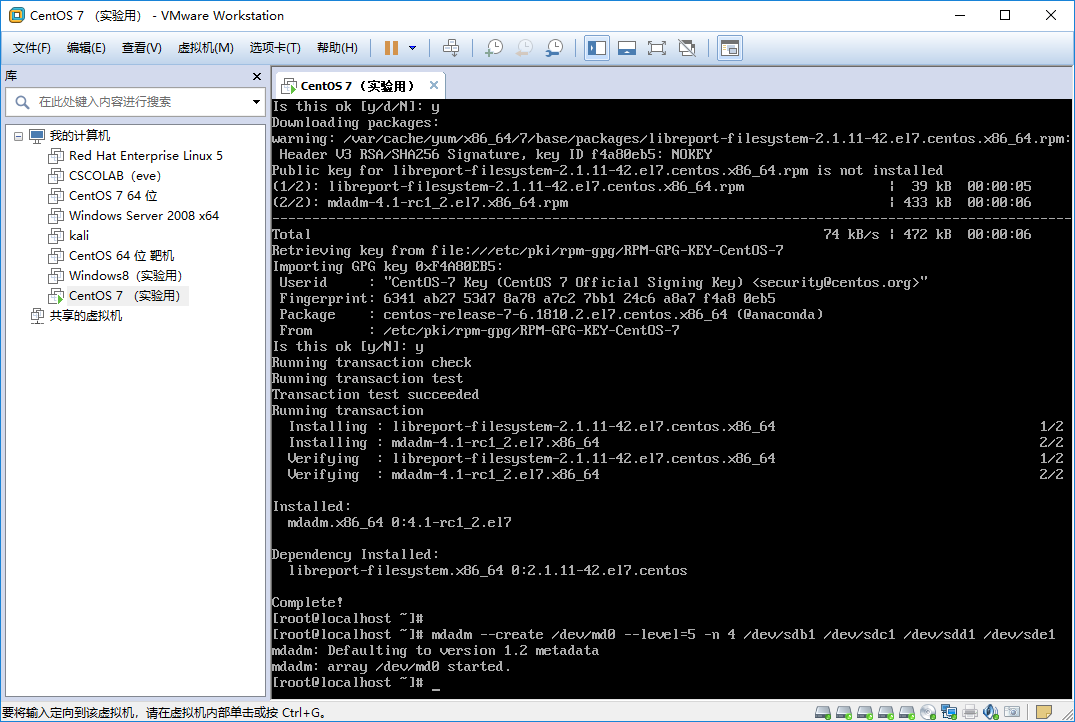 CentOS 7 （实验用） - VMware Workstation
文件(F) 编辑(E) 查看(V) 虚拟机(M) 选项卡(T) 帮助(H)
库
在此处键入内容进行搜索
我的计算机
Red Hat Enterprise Linux 5
CSCOLAB（eve）
CentOS 7 64 位
Windows Server 2008 x64
kali
CentOS 64 位 靶机
Windows8（实验用）
CentOS 7 （实验用）
共享的虚拟机
CentOS 7 （实验用）
Is this ok [y/d/N]: y
Downloading packages:
warning: /var/cache/yum/x86_64/7/base/packages/libreport-filesystem-2.1.11-42.el7.centos.x86_64.rpm:
 Header V3 RSA/SHA256 Signature, key ID f4a80eb5: NOKEY
Public key for libreport-filesystem-2.1.11-42.el7.centos.x86_64.rpm is not installed
(1/2): libreport-filesystem-2.1.11-42.el7.centos.x86_64.rpm | 39 kB 00:00:05
(2/2): mdadm-4.1-rc1_2.el7.x86_64.rpm | 433 kB 00:00:06
----------------------------------------------------------------------------------------------------
Total 74 kB/s | 472 kB 00:00:06
Retrieving key from file:///etc/pki/rpm-gpg/RPM-GPG-KEY-CentOS-7
Importing GPG key 0xF4A80EB5:
 Userid     : "CentOS-7 Key (CentOS 7 Official Signing Key) <security@centos.org>"
 Fingerprint: 6341 ab27 53d7 8a78 a7c2 7bb1 24c6 a8a7 f4a8 0eb5
 Package    : centos-release-7-6.1810.2.el7.centos.x86_64 (@anaconda)
 From       : /etc/pki/rpm-gpg/RPM-GPG-KEY-CentOS-7
Is this ok [y/N]: y
Running transaction check
Running transaction test
Transaction test succeeded
Running transaction
  Installing : libreport-filesystem-2.1.11-42.el7.centos.x86_64 1/2
  Installing : mdadm-4.1-rc1_2.el7.x86_64 2/2
  Verifying  : libreport-filesystem-2.1.11-42.el7.centos.x86_64 1/2
  Verifying  : mdadm-4.1-rc1_2.el7.x86_64 2/2
Installed:
  mdadm.x86_64 0:4.1-rc1_2.el7
Dependency Installed:
  libreport-filesystem.x86_64 0:2.1.11-42.el7.centos
Complete!
[root@localhost ~]#
[root@localhost ~]# mdadm --create /dev/md0 --level=5 -n 4 /dev/sdb1 /dev/sdc1 /dev/sdd1 /dev/sde1
mdadm: Defaulting to version 1.2 metadata
mdadm: array /dev/md0 started.
[root@localhost ~]# _
要将输入定向到该虚拟机，请在虚拟机内部单击或按 Ctrl+G。